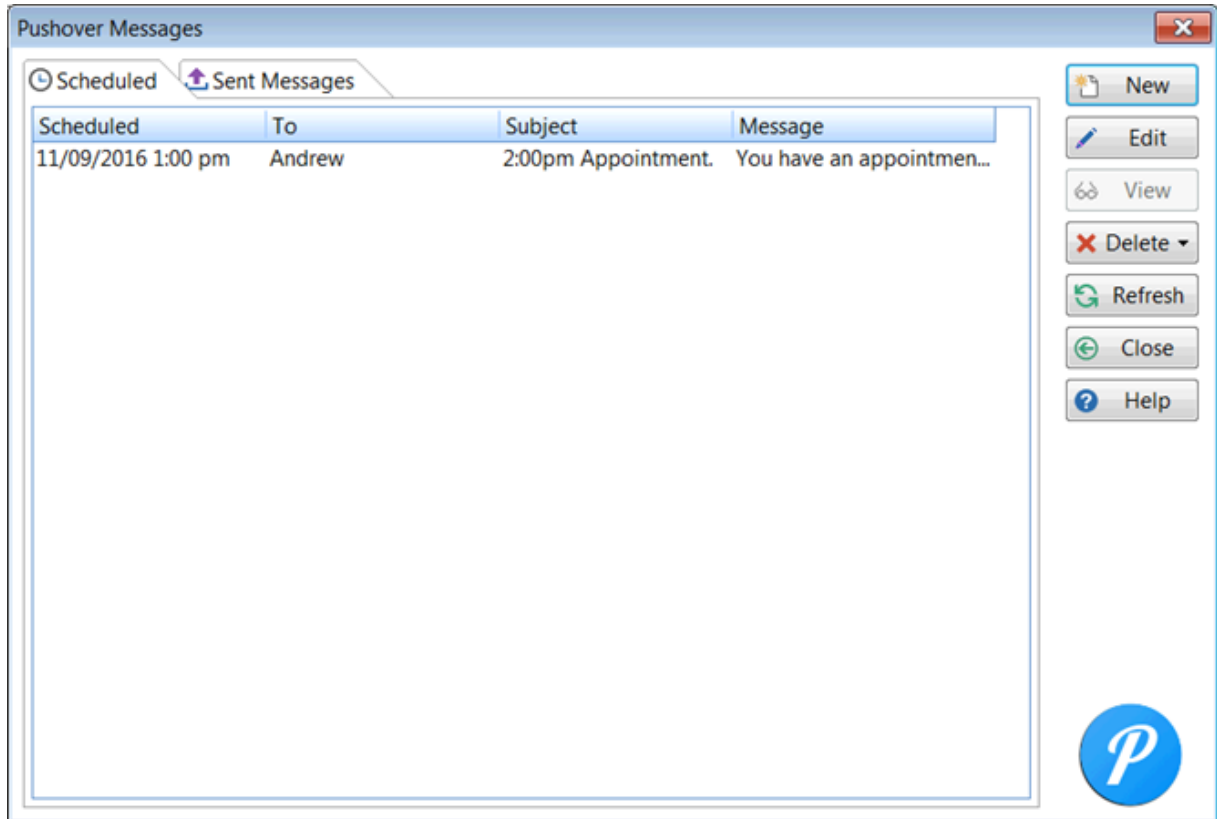 Pushover Messages
Scheduled Sent Messages
Scheduled To Subject Message
11/09/2016 1:00 pm Andrew 2:00pm Appointment. You have an appointmen...
New
Edit
View
Delete
Refresh
Close
Help
P